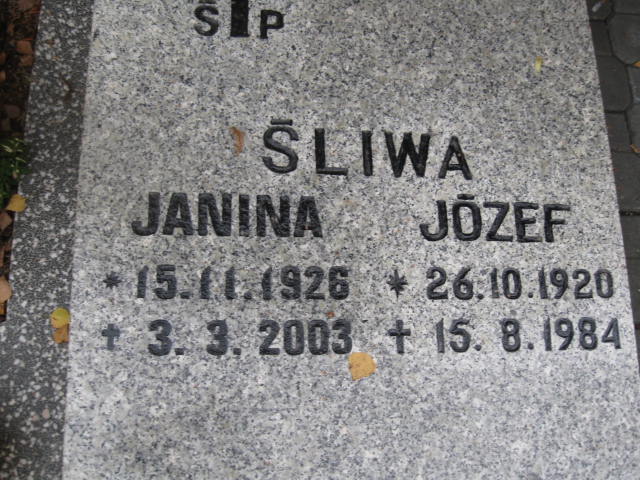 Ś✝P
ŚLIWA
JANINA JÓZEF
* 15.11.1926 * 26.10.1920
✝ 3. 3. 2003 ✝ 15. 8. 1984